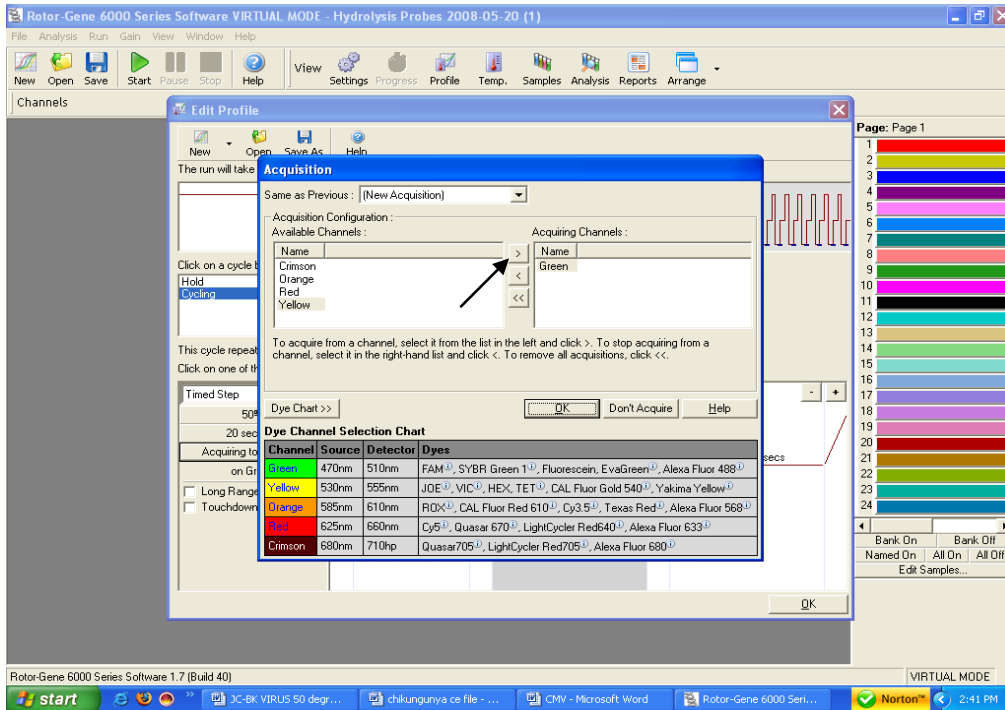 Rotor-Gene 6000 Series Software VIRTUAL MODE - Hydrolysis Probes 2008-05-20 (1)
File Analysis Run Gain View Window Help
New Open Save Start Pause Stop Help View Settings Progress Profile Temp. Samples Analysis Reports Arrange
Channels
Edit Profile
New Open Save As Help
The run will take
Acquisition
Same as Previous : (New Acquisition)
Acquisition Configuration :
Available Channels :
Name
Crimson
Orange
Red
Yellow
>
<
<<
Acquiring Channels :
Name
Green
To acquire from a channel, select it from the list in the left and click >. To stop acquiring from a
channel, select it in the right-hand list and click <. To remove all acquisitions, click <<.
Dye Chart >> OK Don't Acquire Help
Dye Channel Selection Chart
Channel Source Detector Dyes
Green 470nm 510nm FAM, SYBR Green 1, Fluorescein, EvaGreen, Alexa Fluor 488
Yellow 530nm 555nm JOE, VIC, HEX, TET, CAL Fluor Gold 540, Yakima Yellow
Orange 585nm 610nm ROX, CAL Fluor Red 610, Cy3.5, Texas Red, Alexa Fluor 568
Red 625nm 660nm Cy5, Quasar 670, LightCycler Red640, Alexa Fluor 633
Crimson 680nm 710hp Quasar705, LightCycler Red705, Alexa Fluor 680
Click on a cycle b
Hold
Cycling
This cycle repeat
Click on one of th
Timed Step
50º
20 sec
Acquiring to
on Gr
Long Range
Touchdown
secs
- +
OK
Page: Page 1
1
2
3
4
5
6
7
8
9
10
11
12
13
14
15
16
17
18
19
20
21
22
23
24
Bank On Bank Off
Named On All On All Off
Edit Samples...
Rotor-Gene 6000 Series Software 1.7 (Build 40) VIRTUAL MODE
start » JC-BK VIRUS 50 degr... chikungunya ce file - ... CMV - Microsoft Word Rotor-Gene 6000 Seri... Norton™ 2:41 PM